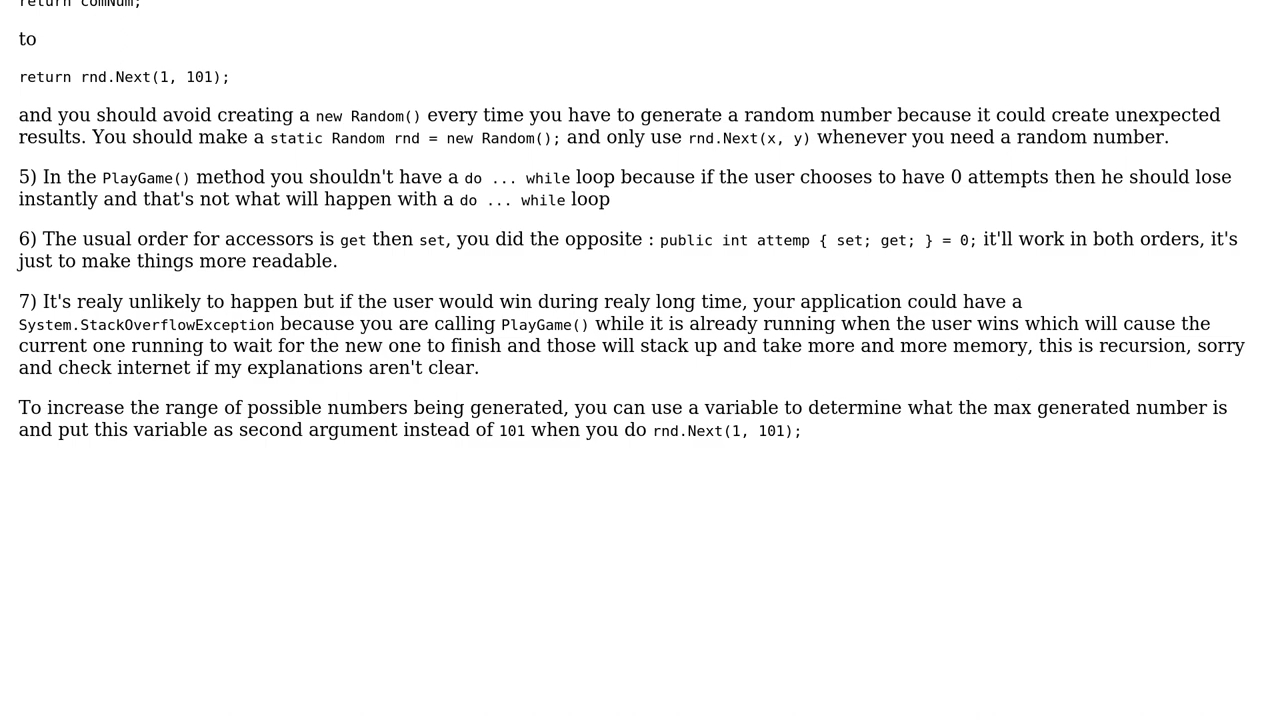 return comNum;
to
return rnd.Next(1, 101);
and you should avoid creating a new Random() every time you have to generate a random number because it could create unexpected
results. You should make a static Random rnd = new Random(); and only use rnd.Next(x, y) whenever you need a random number.
5) In the PlayGame() method you shouldn't have a do ... while loop because if the user chooses to have 0 attempts then he should lose
instantly and that's not what will happen with a do ... while loop
6) The usual order for accessors is get then set, you did the opposite : public int attemp { set; get; } = 0; it'll work in both orders, it's
just to make things more readable.
7) It's realy unlikely to happen but if the user would win during realy long time, your application could have a
System.StackOverflowException because you are calling PlayGame() while it is already running when the user wins which will cause the
current one running to wait for the new one to finish and those will stack up and take more and more memory, this is recursion, sorry
and check internet if my explanations aren't clear.
To increase the range of possible numbers being generated, you can use a variable to determine what the max generated number is
and put this variable as second argument instead of 101 when you do rnd.Next(1, 101);